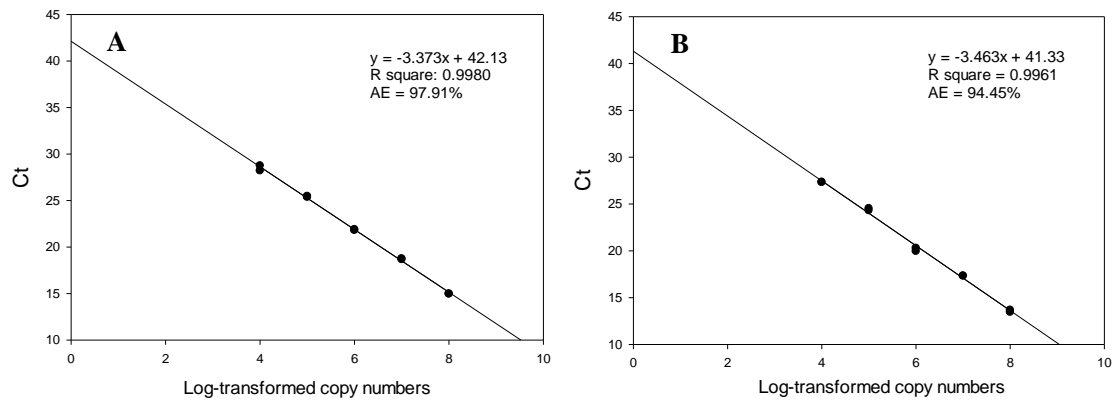 A
y = -3.373x + 42.13
R square: 0.9980
AE = 97.91%
Ct
45
40
35
30
25
20
15
10
0 2 4 6 8 10
Log-transformed copy numbers
B
y = -3.463x + 41.33
R square = 0.9961
AE = 94.45%
Ct
45
40
35
30
25
20
15
10
0 2 4 6 8 10
Log-transformed copy numbers